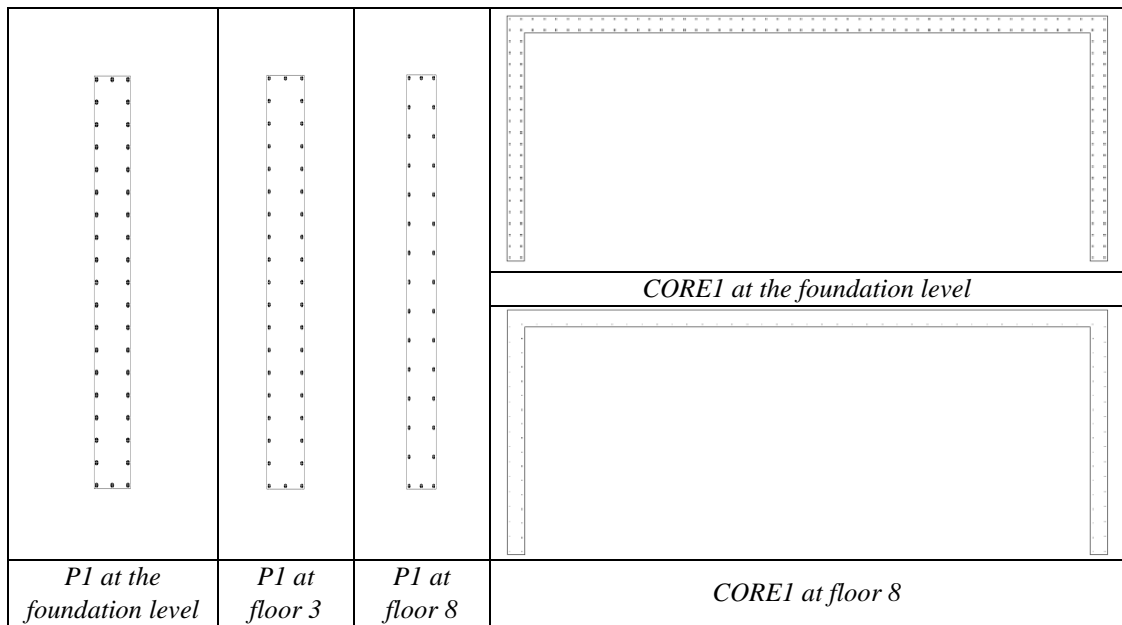 CORE1 at the foundation level
P1 at the
foundation level
P1 at
floor 3
P1 at
floor 8
CORE1 at floor 8